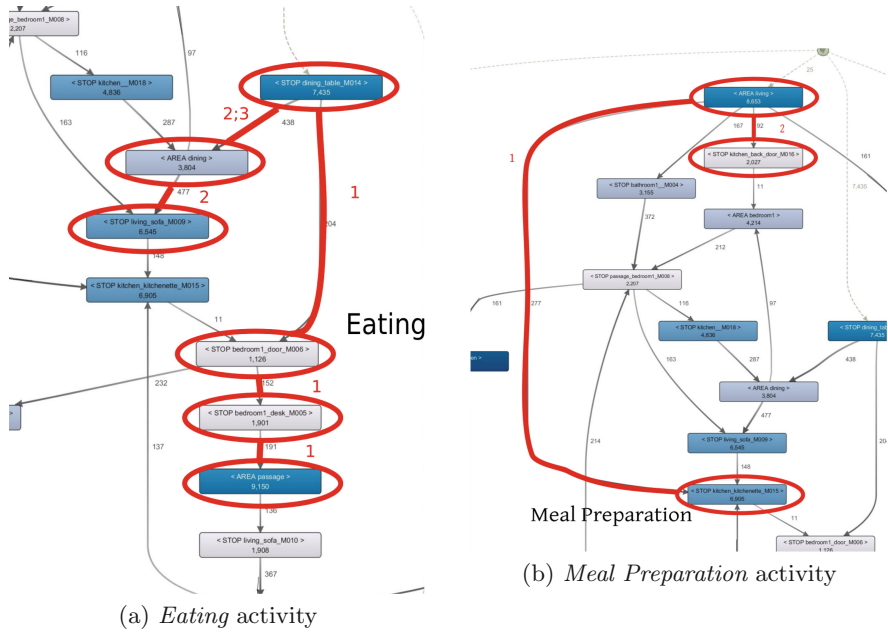 ge_bedroom1_M008 >
2,207
116
97
< STOP kitchen__M018 >
4,836
< STOP dining_table_M014 >
7,435
2;3
438
163
287
1
< AREA dining >
3,804
477
2
204
< STOP living_sofa_M009 >
6,545
148
< STOP kitchen_kitchenette_M015 >
6,905
11
Eating
< STOP bedroom1_door_M006 >
1,126
232
152
1
< STOP bedroom1_desk_M005 >
1,901
191
1
137
< AREA passage >
9,150
136
< STOP living_sofa_M010 >
1,908
367
(a) Eating activity
25
< AREA living >
8,653
167
92
2
1
161
< STOP kitchen_back_door_M016 >
2,027
< STOP bathroom1__M004 >
3,155
11
7,435
< AREA bedroom1 >
4,214
372
212
< STOP passage_bedroom1_M008 >
2,207
161
277
116
97
< STOP kitchen__M018 >
4,836
< STOP dining_tab
7,435
163
287
438
< AREA dining >
3,804
477
214
204
< STOP living_sofa_M009 >
6,545
148
< STOP kitchen_kitchenette_M015 >
6,905
Meal Preparation
11
< STOP bedroom1_door_M006 >
1,126
(b) Meal Preparation activity